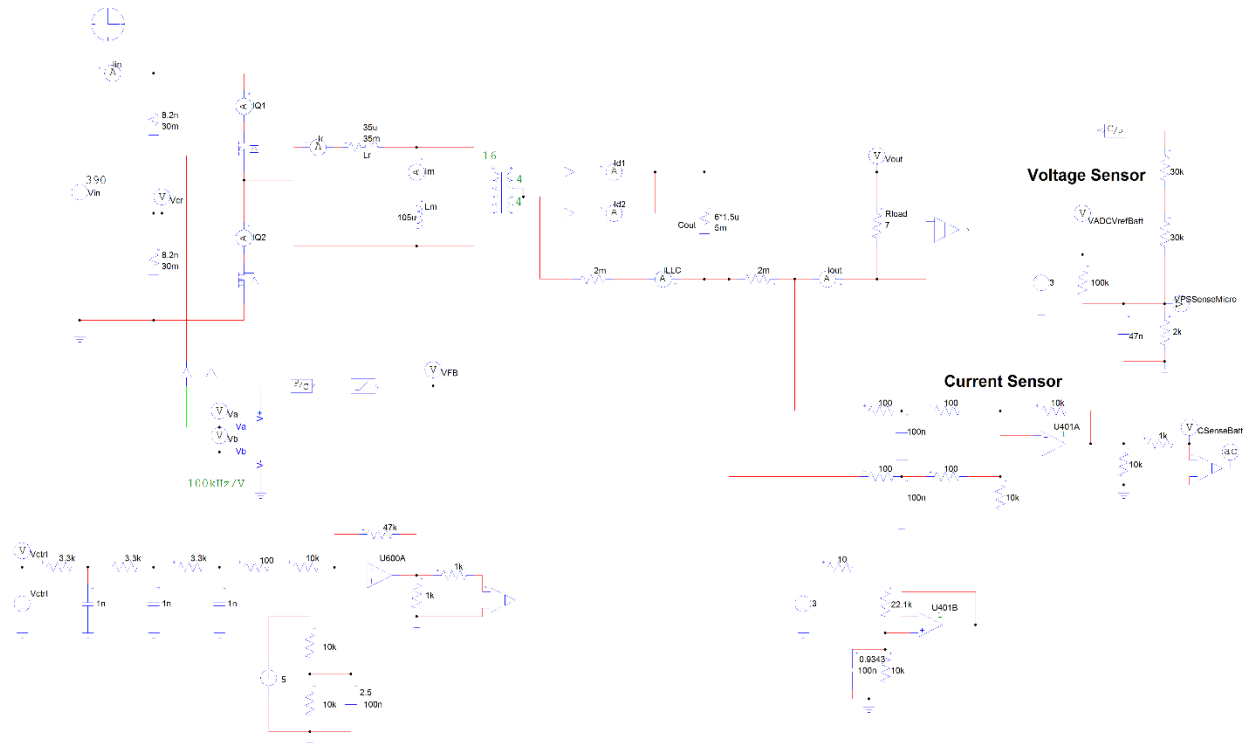 Iin
A
8.2n
30m
390
Vin
V
Vcr
8.2n
30m
A
IQ1
A
IQ2
A
35u
35m
Lr
A
Im
Lm
105u
16
4
4
A
Id1
A
Id2
Cout
6*1.5u
5m
2m
A
ILLC
2m
A
Iout
V
Vout
Rload
7
Voltage Sensor
C/S
30k
V
VADCVrefBatt
30k
3
100k
VPSSenseMicro
47n
2k
V
Va
Va
V
Vb
Vb
V+
V-
100kHz/V
P/C
V
VFB
Current Sensor
100
100
10k
100n
U401A
100
100
100n
10k
10k
1k
V
CSenseBatt
ac
V
Vctrl
Vctrl
3.3k
3.3k
3.3k
100
10k
47k
U600A
1n
1n
1n
1k
1k
10k
5
10k
2.5
100n
10
3
22.1k
U401B
0.9343
100n
10k